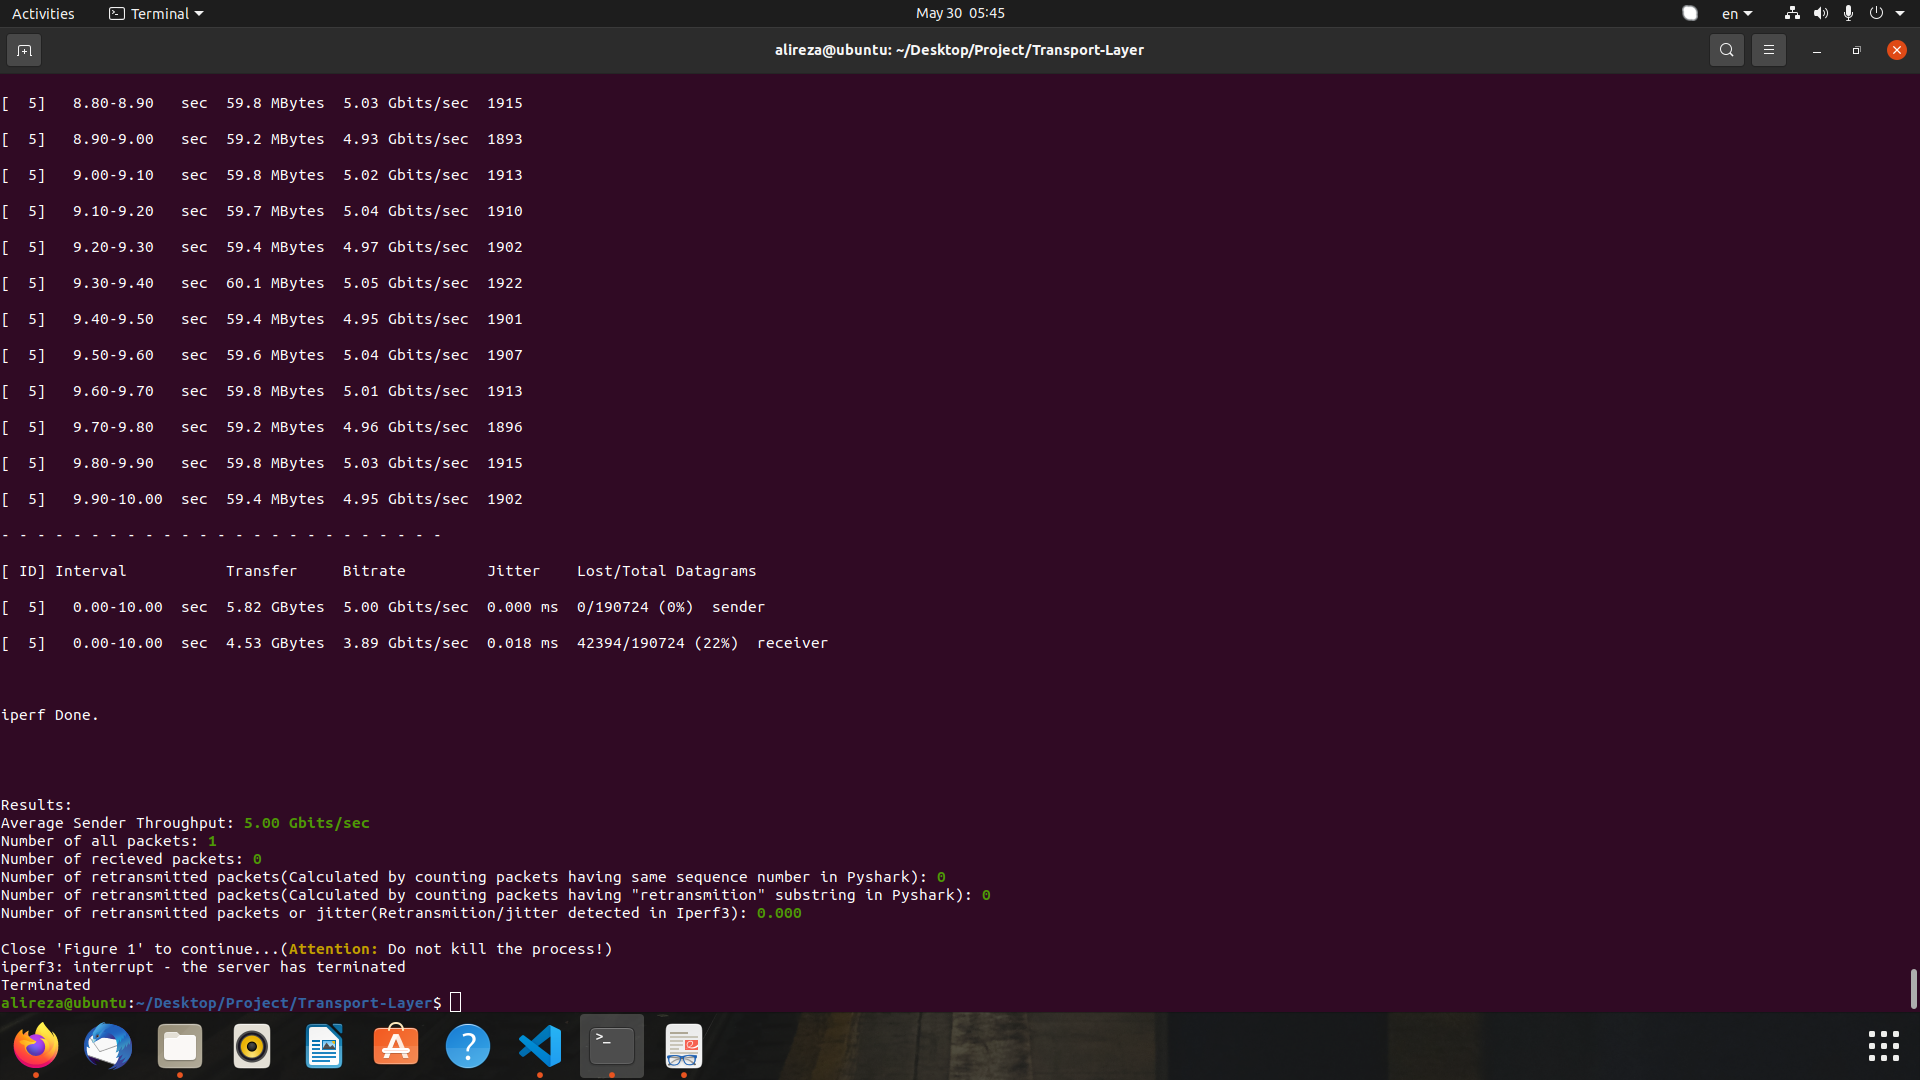 Activities Terminal May 30 05:45 en
alireza@ubuntu: ~/Desktop/Project/Transport-Layer
[  5]   8.80-8.90   sec  59.8 MBytes  5.03 Gbits/sec  1915
[  5]   8.90-9.00   sec  59.2 MBytes  4.93 Gbits/sec  1893
[  5]   9.00-9.10   sec  59.8 MBytes  5.02 Gbits/sec  1913
[  5]   9.10-9.20   sec  59.7 MBytes  5.04 Gbits/sec  1910
[  5]   9.20-9.30   sec  59.4 MBytes  4.97 Gbits/sec  1902
[  5]   9.30-9.40   sec  60.1 MBytes  5.05 Gbits/sec  1922
[  5]   9.40-9.50   sec  59.4 MBytes  4.95 Gbits/sec  1901
[  5]   9.50-9.60   sec  59.6 MBytes  5.04 Gbits/sec  1907
[  5]   9.60-9.70   sec  59.8 MBytes  5.01 Gbits/sec  1913
[  5]   9.70-9.80   sec  59.2 MBytes  4.96 Gbits/sec  1896
[  5]   9.80-9.90   sec  59.8 MBytes  5.03 Gbits/sec  1915
[  5]   9.90-10.00  sec  59.4 MBytes  4.95 Gbits/sec  1902
- - - - - - - - - - - - - - - - - - - - - - - - -
[ ID] Interval           Transfer     Bitrate         Jitter    Lost/Total Datagrams
[  5]   0.00-10.00  sec  5.82 GBytes  5.00 Gbits/sec  0.000 ms  0/190724 (0%)  sender
[  5]   0.00-10.00  sec  4.53 GBytes  3.89 Gbits/sec  0.018 ms  42394/190724 (22%)  receiver
iperf Done.
Results:
Average Sender Throughput: 5.00 Gbits/sec
Number of all packets: 1
Number of recieved packets: 0
Number of retransmitted packets(Calculated by counting packets having same sequence number in Pyshark): 0
Number of retransmitted packets(Calculated by counting packets having "retransmition" substring in Pyshark): 0
Number of retransmitted packets or jitter(Retransmition/jitter detected in Iperf3): 0.000
Close 'Figure 1' to continue...(Attention: Do not kill the process!)
iperf3: interrupt - the server has terminated
Terminated
alireza@ubuntu:~/Desktop/Project/Transport-Layer$